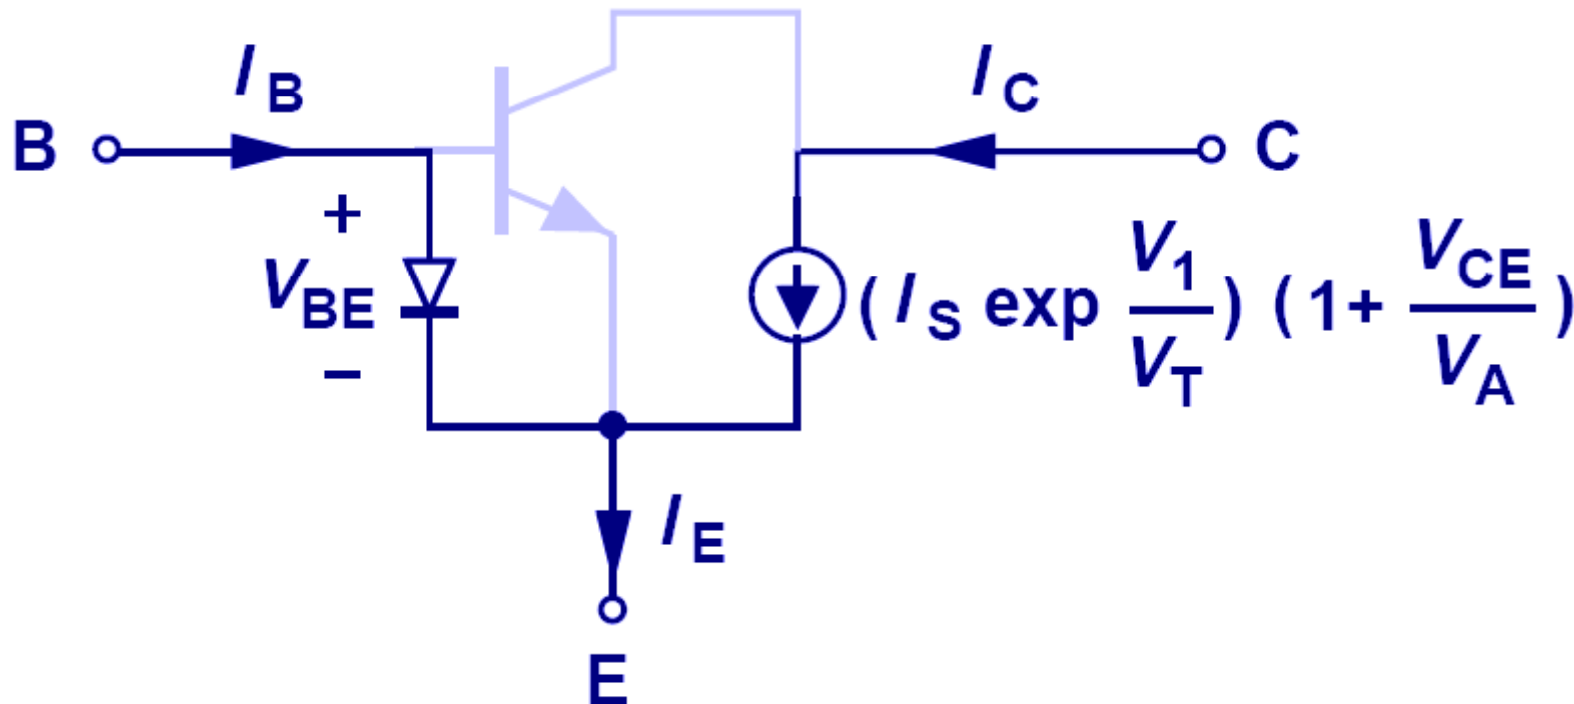 I_B
I_C
B
C
+
V_BE
−
(I_S exp V_1/V_T) (1+ V_CE/V_A)
I_E
E